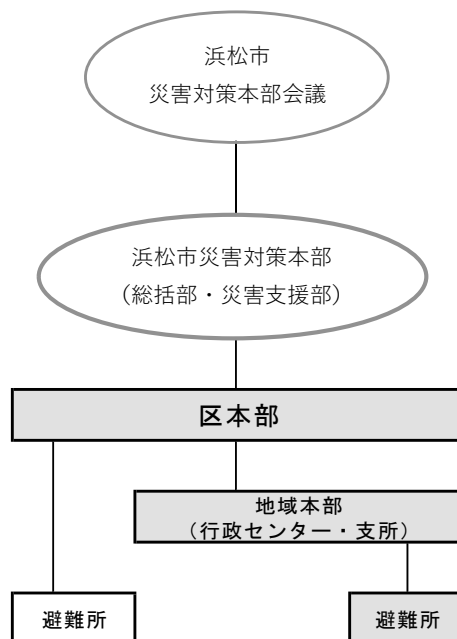 浜松市
災害対策本部会議
浜松市災害対策本部
（総括部・災害支援部）
区本部
地域本部
（行政センター・支所）
避難所
避難所